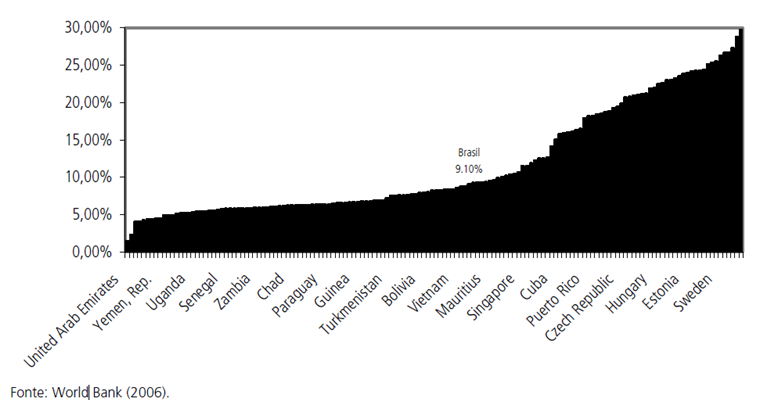 30,00%
25,00%
20,00%
15,00%
10,00%
5,00%
0,00%
Brasil
9.10%
United Arab Emirates
Yemen, Rep.
Uganda
Senegal
Zambia
Chad
Paraguay
Guinea
Turkmenistan
Bolivia
Vietnam
Mauritius
Singapore
Cuba
Puerto Rico
Czech Republic
Hungary
Estonia
Sweden
Fonte: World Bank (2006).